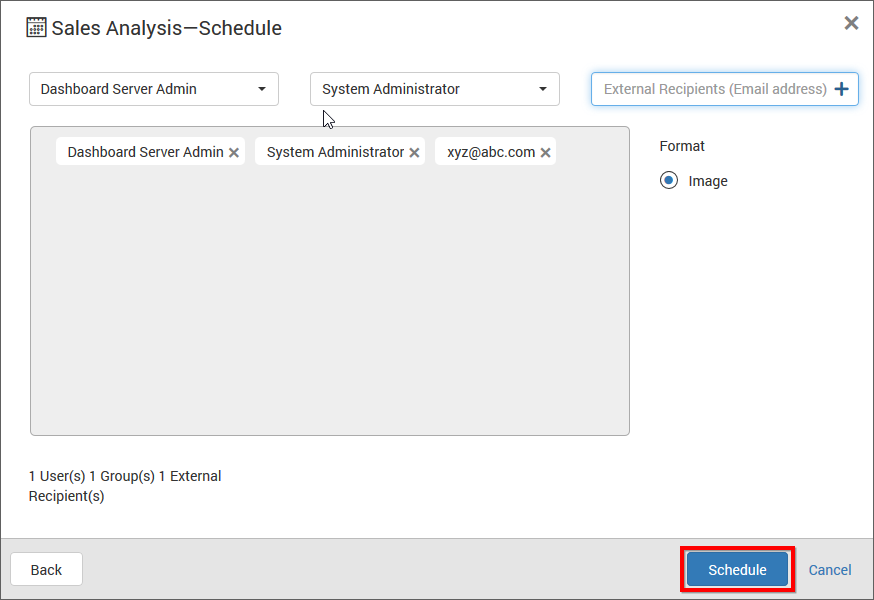 Sales Analysis—Schedule
Dashboard Server Admin
System Administrator
External Recipients (Email address)
Dashboard Server Admin
System Administrator
xyz@abc.com
Format
Image
1 User(s) 1 Group(s) 1 External
Recipient(s)
Back
Schedule
Cancel